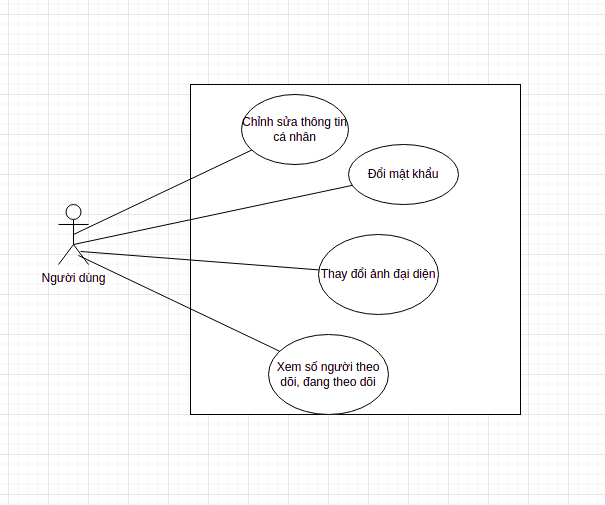 Chỉnh sửa thông tin
cá nhân
Đổi mật khẩu
Người dùng
Thay đổi ảnh đại diện
Xem số người theo
dõi, đang theo dõi